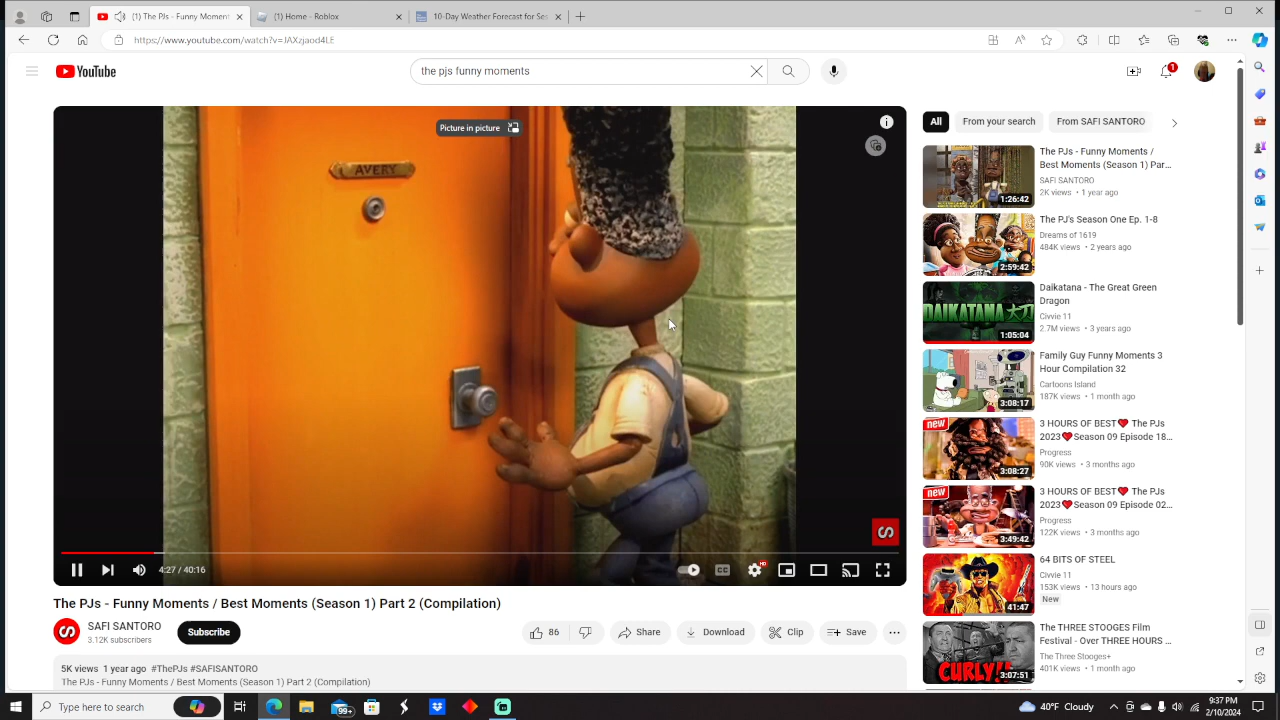 (1) The PJs - Funny Moment
(1) Home - Roblox
10-Day Weather Forecast for Ses
https://www.youtube.com/watch?v=JAXzjaod4LE
YouTube
the pjs funny moments
1
Picture in picture
AVERY
4:27 / 40:16
CC
HD
The PJs - Funny Moments / Best Moments (Season 1) Part 2 (Compilation)
SAFI SANTORO
3.12K subscribers
Subscribe
86
Share
Download
Clip
Save
5K views 1 year ago #ThePJs #SAFISANTORO
The PJs - Funny Moments / Best Moments (Season 1) Part 2 (Compilation)
All
From your search
From SAFI SANTORO
The PJs - Funny Moments /
Best Moments (Season 1) Par...
SAFI SANTORO
2K views • 1 year ago
1:26:42
The PJ's Season One Ep. 1-8
Dreams of 1619
484K views • 2 years ago
2:59:42
Daikatana - The Great Green
Dragon
Civvie 11
2.7M views • 3 years ago
DAIKATANA 大刀
1:05:04
Family Guy Funny Moments 3
Hour Compilation 32
Cartoons Island
187K views • 1 month ago
3:08:17
new
3 HOURS OF BEST❤️ The PJs
2023❤️Season 09 Episode 18...
Progress
90K views • 3 months ago
3:08:27
new
3 HOURS OF BEST❤️ The PJs
2023❤️Season 09 Episode 02...
Progress
122K views • 3 months ago
3:49:42
64 BITS OF STEEL
Civvie 11
153K views • 13 hours ago
New
41:47
The THREE STOOGES Film
Festival - Over THREE HOURS ...
The Three Stooges+
401K views • 1 month ago
CURLY!!
3:07:51
Type here to search
99+
40°F Cloudy
9:37 PM
2/10/2024